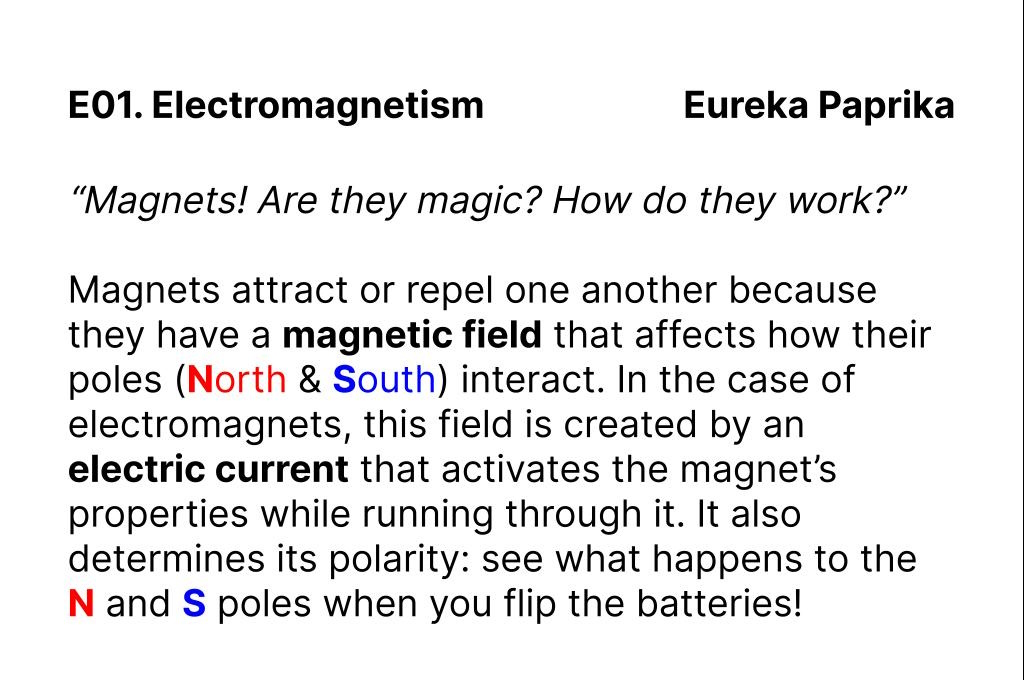 E01. Electromagnetism Eureka Paprika
“Magnets! Are they magic? How do they work?”
Magnets attract or repel one another because
they have a magnetic field that affects how their
poles (North & South) interact. In the case of
electromagnets, this field is created by an
electric current that activates the magnet’s
properties while running through it. It also
determines its polarity: see what happens to the
N and S poles when you flip the batteries!